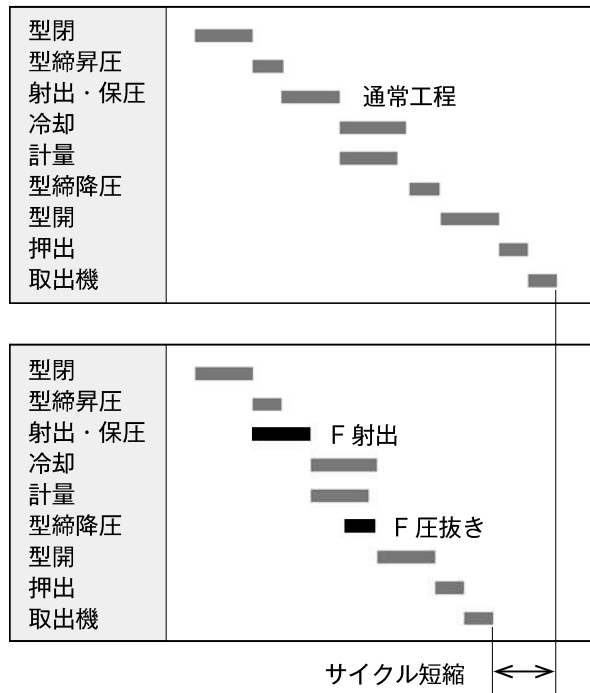 型閉
型締昇圧
射出・保圧
通常工程
冷却
計量
型締降圧
型開
押出
取出機
型閉
型締昇圧
射出・保圧
F 射出
冷却
計量
型締降圧
F 圧抜き
型開
押出
取出機
サイクル短縮